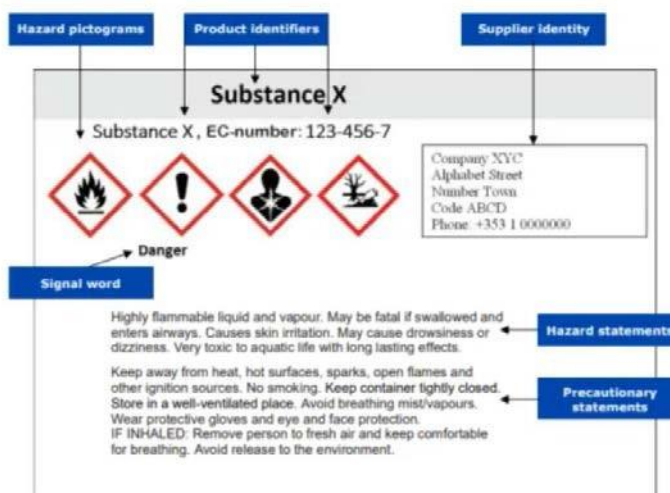 Hazard pictograms
Product identifiers
Supplier identity
Substance X
Substance X, EC-number: 123-456-7
Company XYC
Alphabet Street
Number Town
Code ABCD
Phone: +353 1 0000000
Danger
Signal word
Highly flammable liquid and vapour. May be fatal if swallowed and
enters airways. Causes skin irritation. May cause drowsiness or
dizziness. Very toxic to aquatic life with long lasting effects.
Hazard statements
Keep away from heat, hot surfaces, sparks, open flames and
other ignition sources. No smoking. Keep container tightly closed.
Store in a well-ventilated place. Avoid breathing mist/vapours.
Wear protective gloves and eye and face protection.
IF INHALED: Remove person to fresh air and keep comfortable
for breathing. Avoid release to the environment.
Precautionary
statements